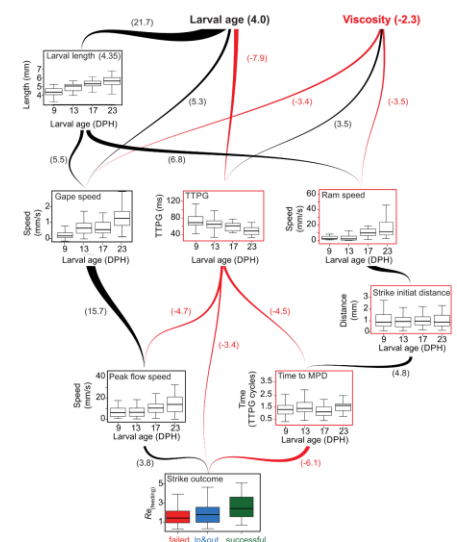 Larval age (4.0) Viscosity (-2.3)
(21.7)
Larval length (4.35)
(-7.9)
Length (mm)
7
6
5
4
(5.3)
(-3.4)
(3.5)
(-3.5)
9 13 17 23
Larval age (DPH)
(5.5)
(6.8)
Gape speed
Speed (mm/s)
2
1
0
9 13 17 23
Larval age (DPH)
TTPG
TTPG (ms)
120
80
40
9 13 17 23
Larval age (DPH)
Ram speed
Speed (mm/s)
60
40
20
0
9 13 17 23
Larval age (DPH)
Strike initiat distance
Distance (mm)
3
2
1
0
9 13 17 23
Larval age (DPH)
(15.7)
(-4.7)
(-3.4)
(-4.5)
(4.8)
Peak flow speed
Speed (mm/s)
40
20
0
9 13 17 23
Larval age (DPH)
Time to MPD
Time (TTPG cycles)
3.5
2.5
1.5
0.5
9 13 17 23
Larval age (DPH)
(3.8)
(-6.1)
Strike outcome
Re(feeding)
5
3
1
failed In&out successful